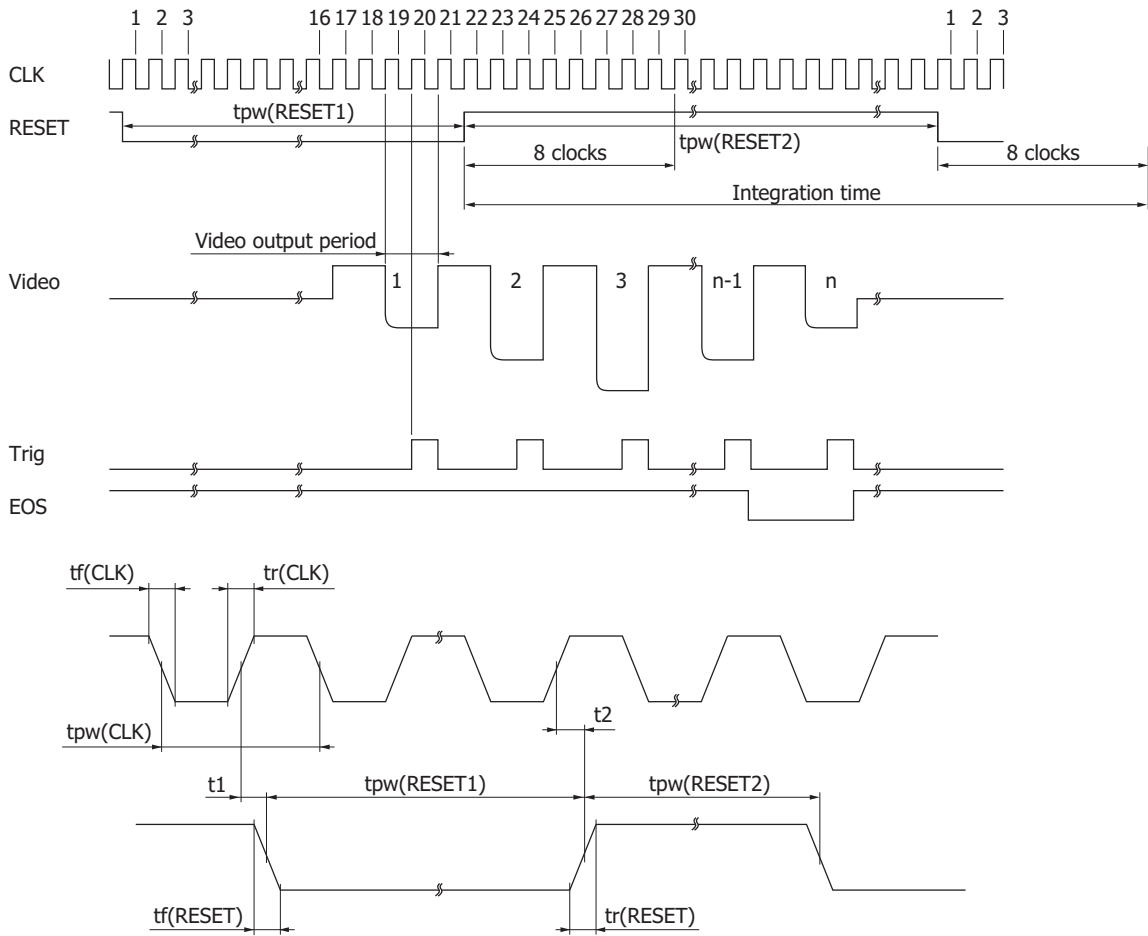 1 2 3 16 17 18 19 20 21 22 23 24 25 26 27 28 29 30 1 2 3
CLK
RESET
tpw(RESET1)
tpw(RESET2)
8 clocks
8 clocks
Integration time
Video output period
Video
1 2 3 n-1 n
Trig
EOS
tf(CLK) tr(CLK)
tpw(CLK)
t2
t1
tpw(RESET1) tpw(RESET2)
tf(RESET) tr(RESET)